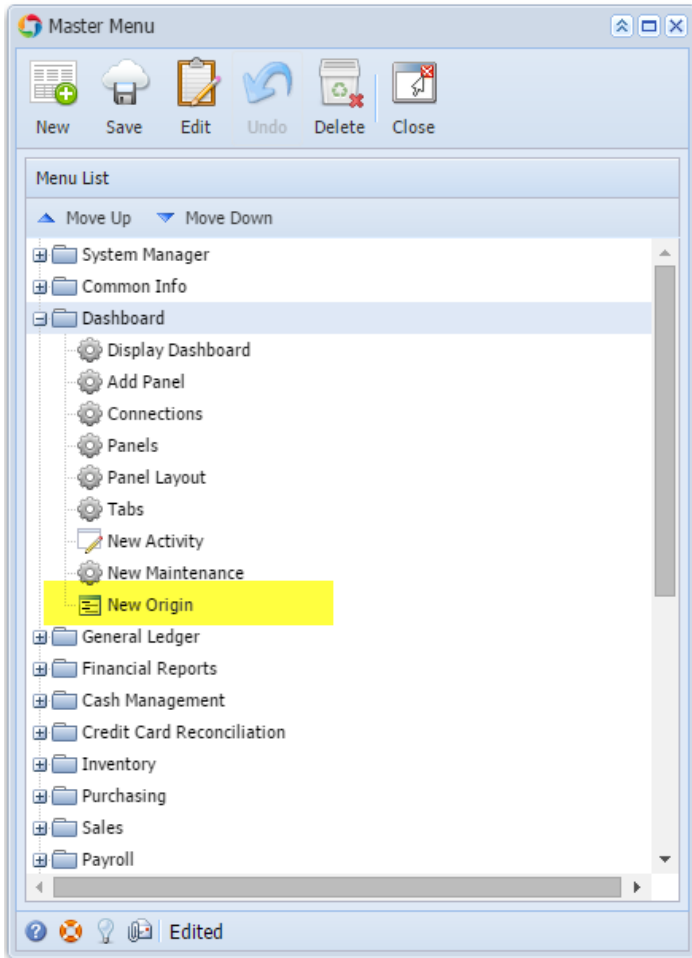 Master Menu
New Save Edit Undo Delete Close
Menu List
Move Up Move Down
System Manager
Common Info
Dashboard
Display Dashboard
Add Panel
Connections
Panels
Panel Layout
Tabs
New Activity
New Maintenance
New Origin
General Ledger
Financial Reports
Cash Management
Credit Card Reconciliation
Inventory
Purchasing
Sales
Payroll
Edited